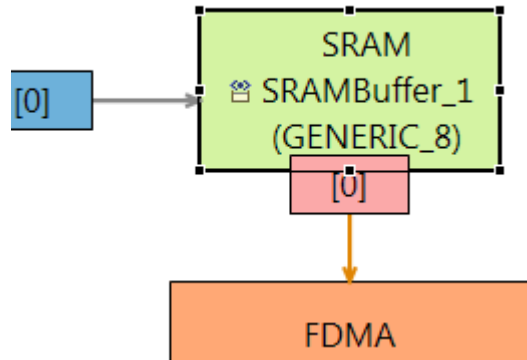 SRAM
[0]
SRAMBuffer_1
(GENERIC_8)
[0]
FDMA